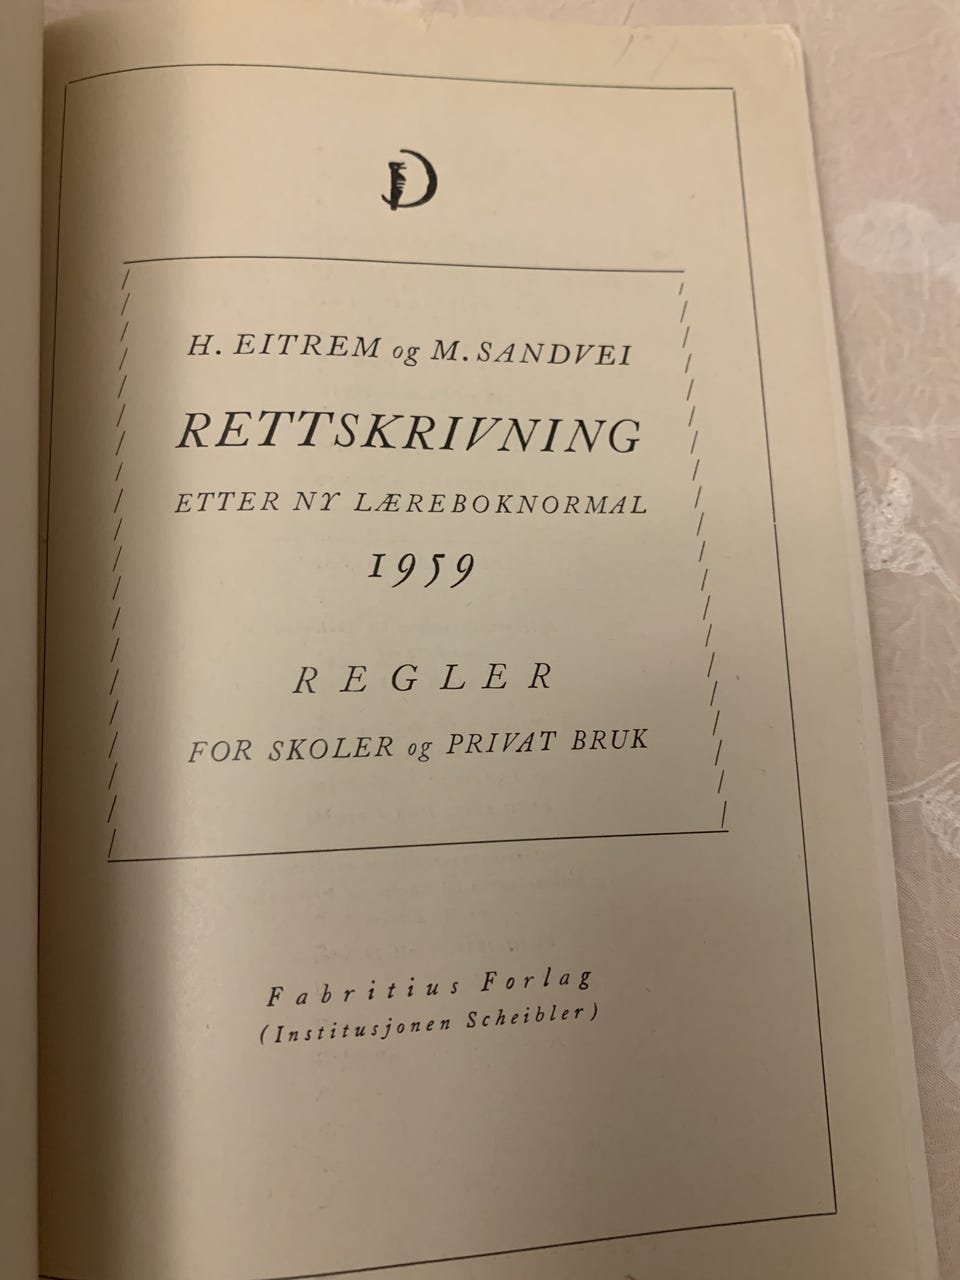 D
H. EITREM og M. SANDVEI
RETTSKRIVNING
ETTER NY LÆREBOKNORMAL
1959
REGLER
FOR SKOLER og PRIVAT BRUK
Fabritius Forlag
(Institusjonen Scheibler)